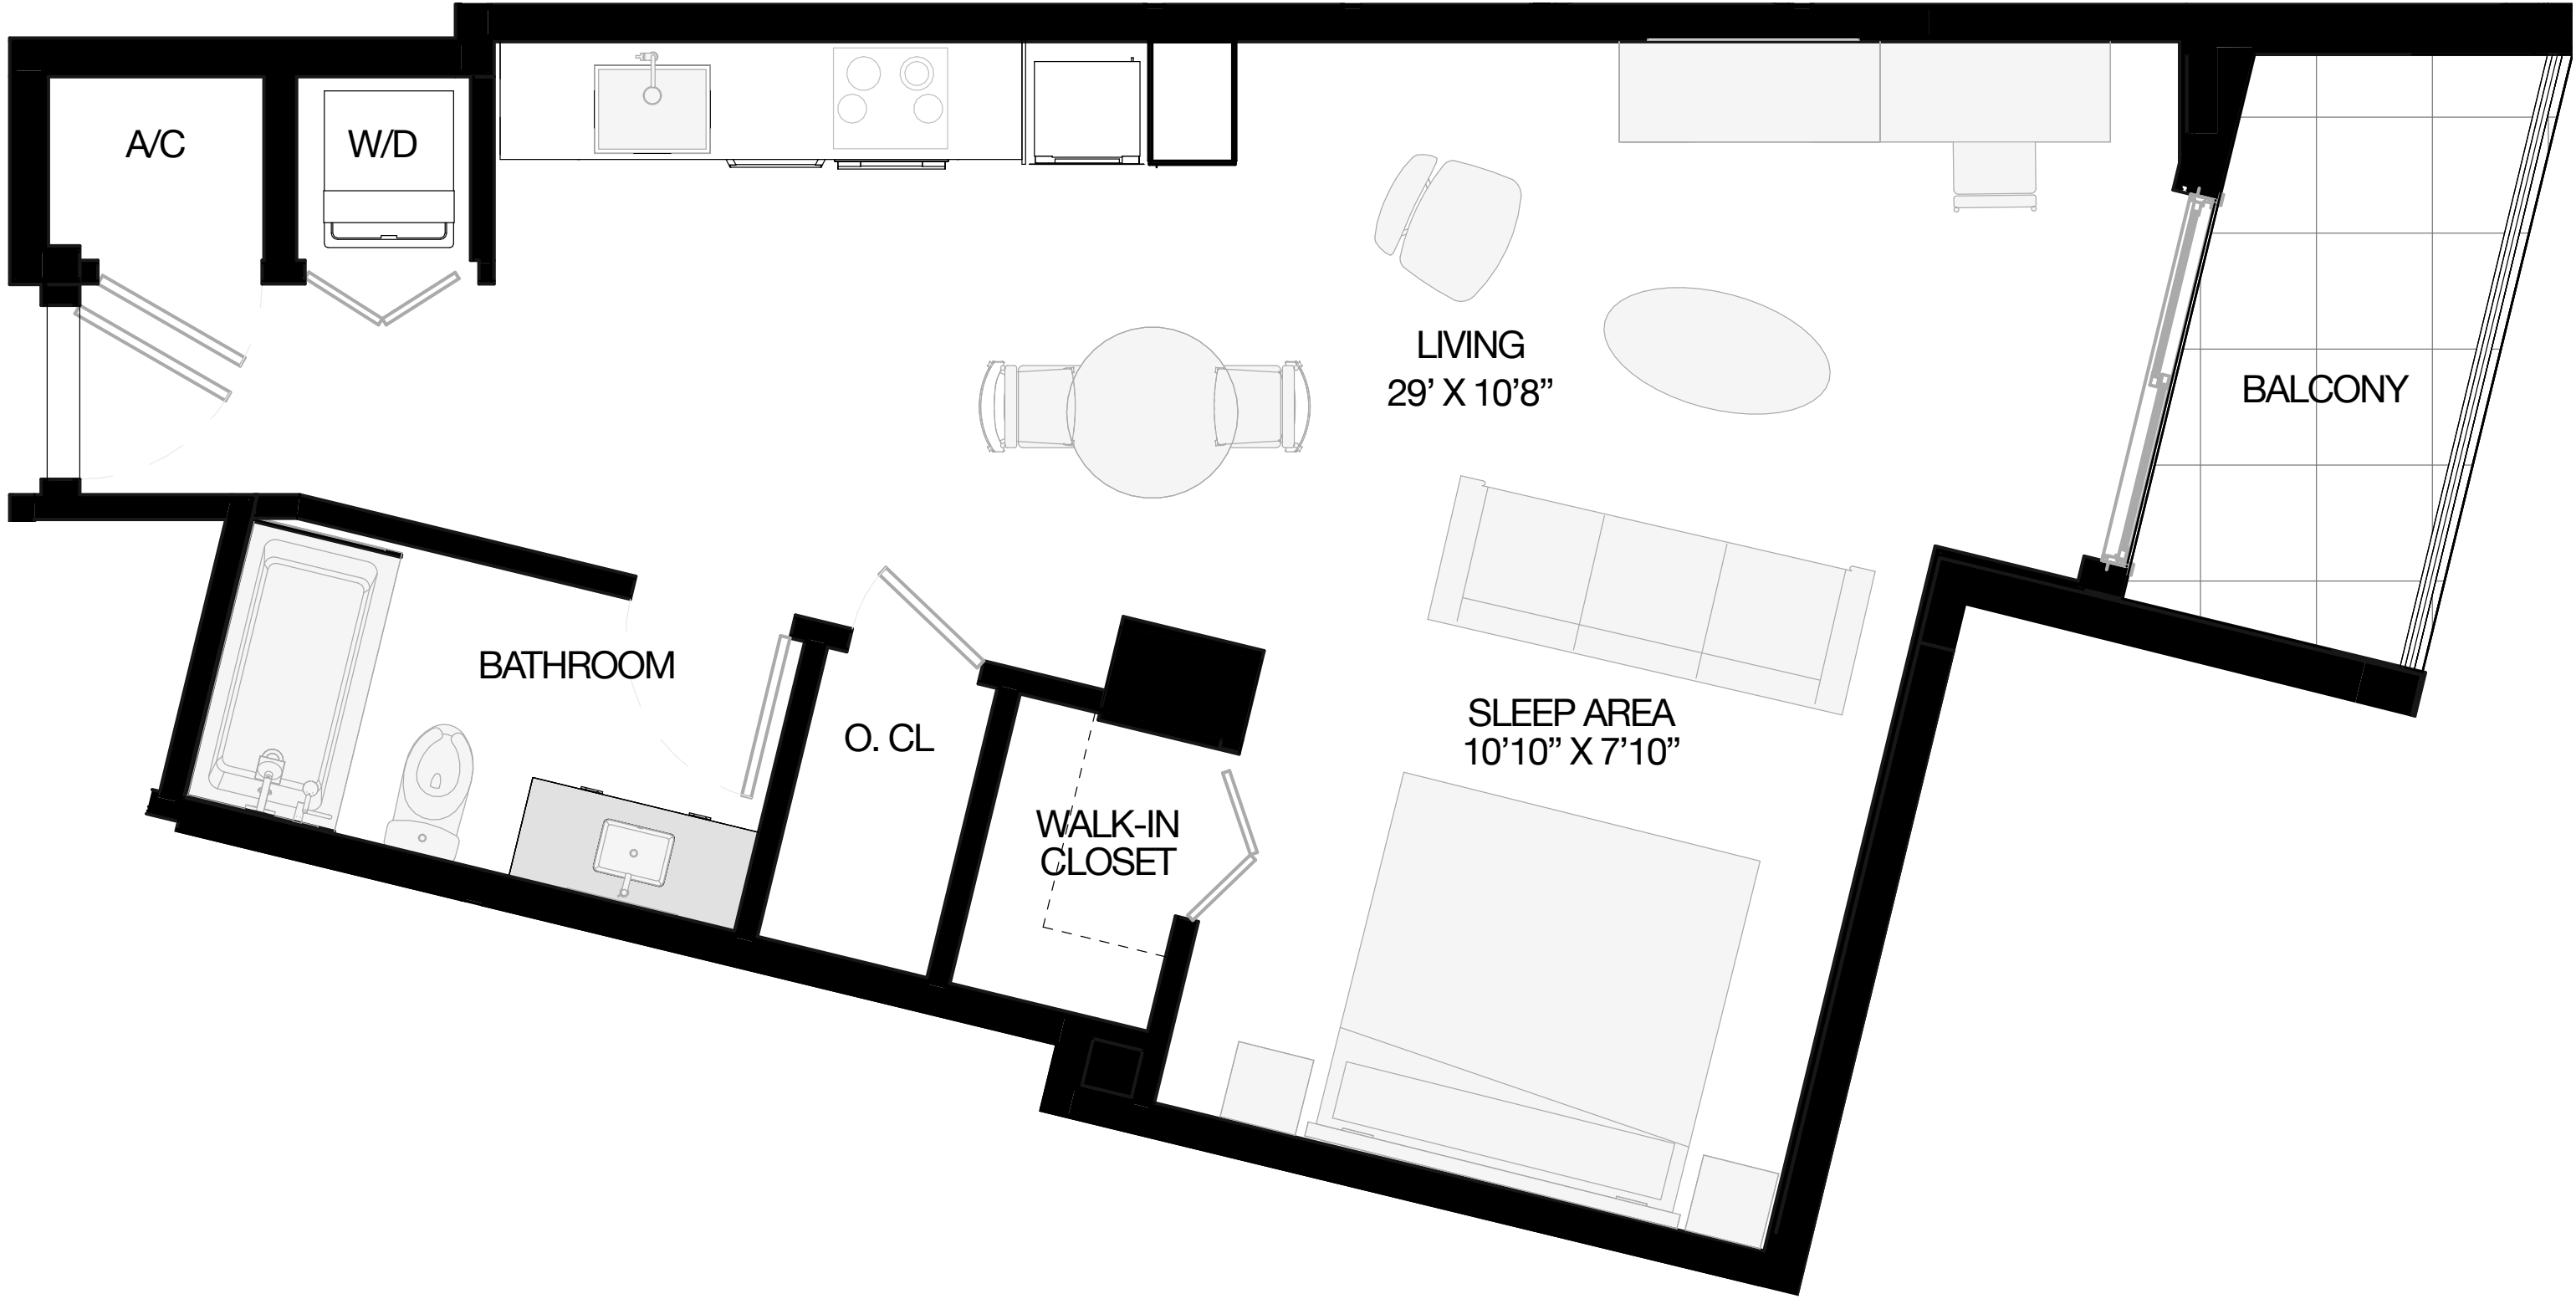 A/C
W/D
LIVING
29’ X 10’8”
BALCONY
BATHROOM
O. CL
SLEEP AREA
10’10” X 7’10”
WALK-IN
CLOSET